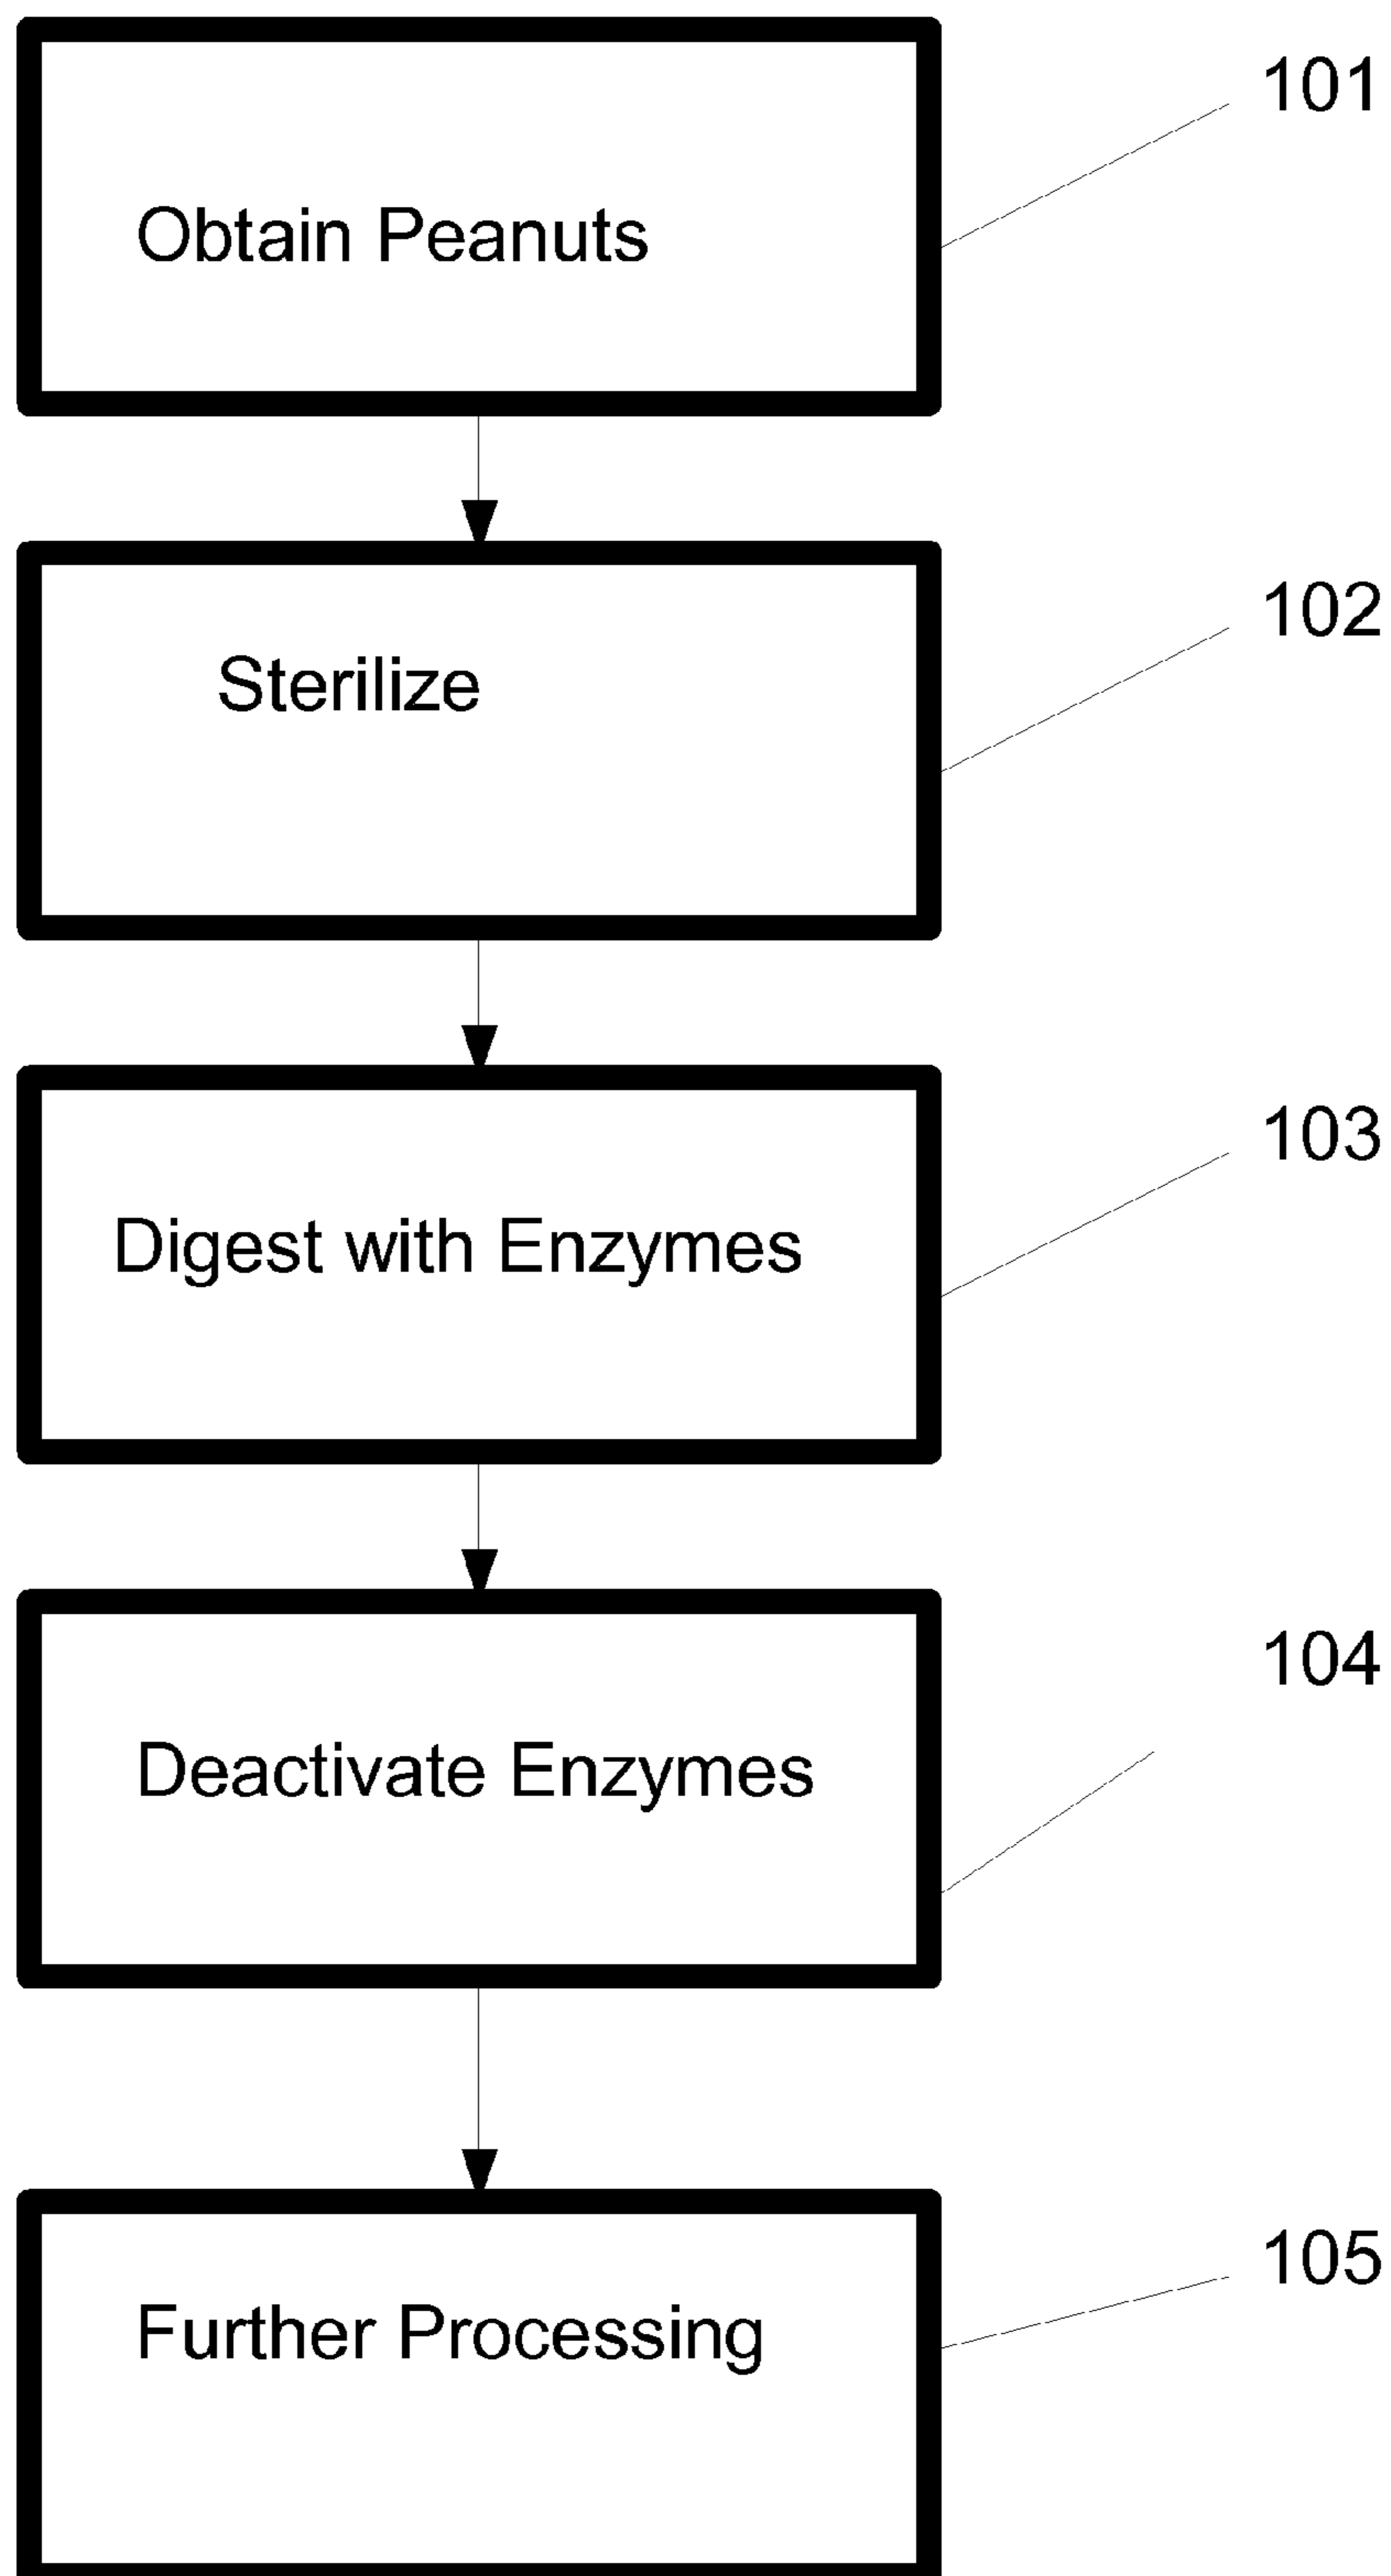 Obtain Peanuts
101
Sterilize
102
Digest with Enzymes
103
Deactivate Enzymes
104
Further Processing
105